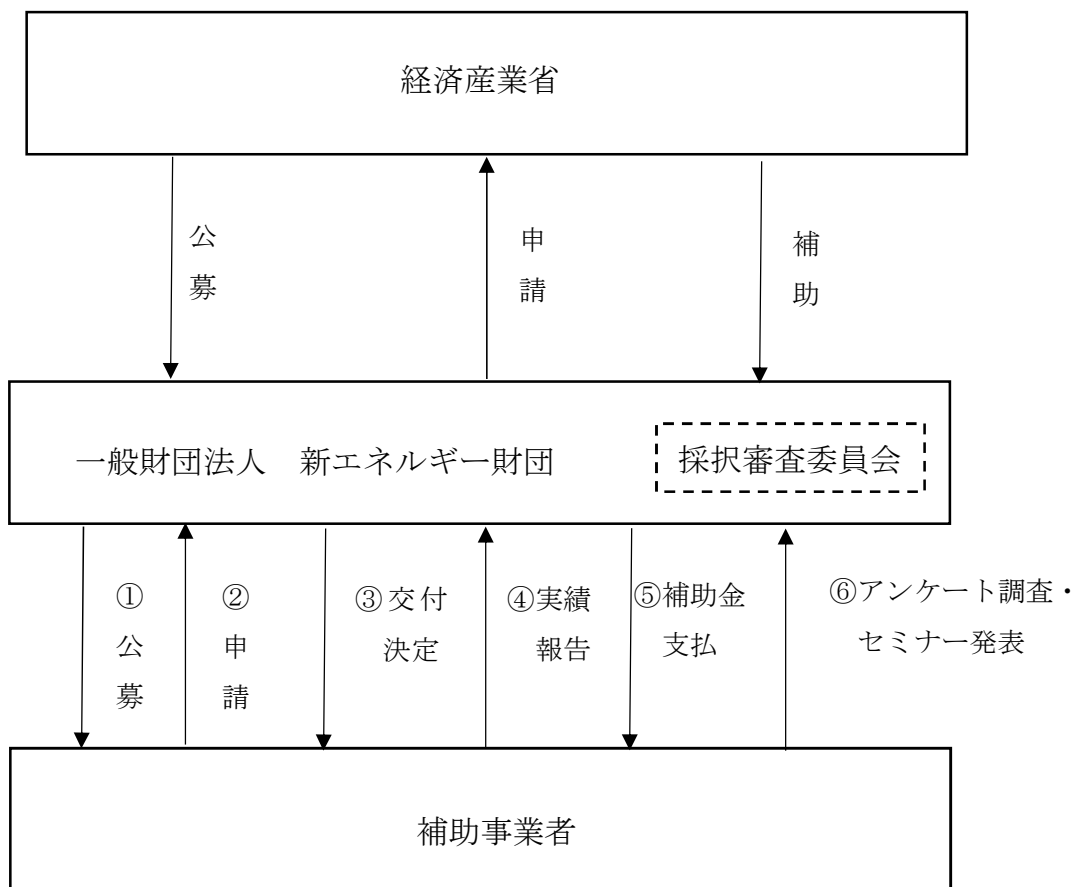 経済産業省
公募
申請
補助
一般財団法人　新エネルギー財団
採択審査委員会
①公募
②申請
③交付
決定
④実績
報告
⑤補助金
支払
⑥アンケート調査・
セミナー発表
補助事業者